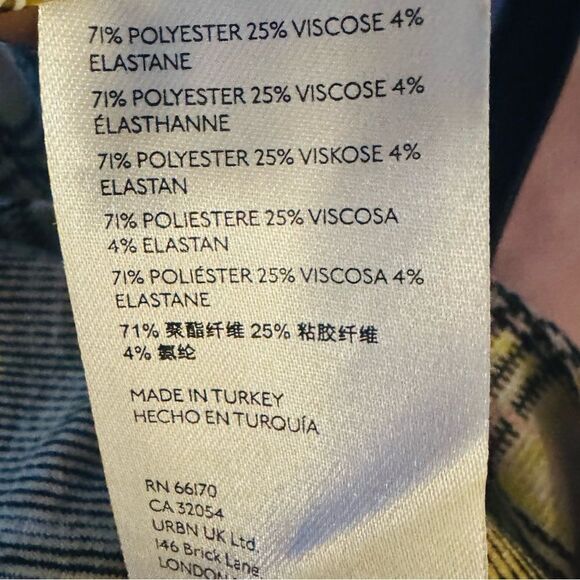 71% POLYESTER 25% VISCOSE 4%
ELASTANE
71% POLYESTER 25% VISCOSE 4%
ÉLASTHANNE
71% POLYESTER 25% VISKOSE 4%
ELASTAN
71% POLIESTERE 25% VISCOSA
4% ELASTAN
71% POLIÉSTER 25% VISCOSA 4%
ELASTANE
71% 聚酯纤维 25% 粘胶纤维
4% 氨纶
MADE IN TURKEY
HECHO EN TURQUÍA
RN 66170
CA 32054
URBN UK Ltd.
146 Brick Lane
LONDON